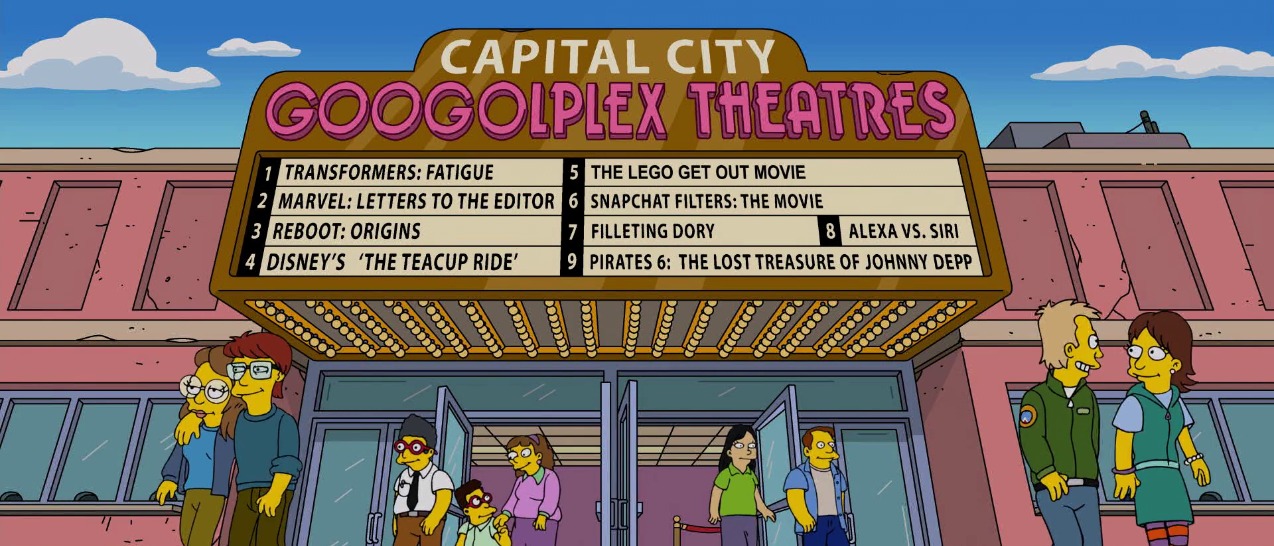 CAPITAL CITY
GOOGOLPLEX THEATRES
1 TRANSFORMERS: FATIGUE
2 MARVEL: LETTERS TO THE EDITOR
3 REBOOT: ORIGINS
4 DISNEY'S 'THE TEACUP RIDE'
5 THE LEGO GET OUT MOVIE
6 SNAPCHAT FILTERS: THE MOVIE
7 FILLETING DORY
8 ALEXA VS. SIRI
9 PIRATES 6: THE LOST TREASURE OF JOHNNY DEPP